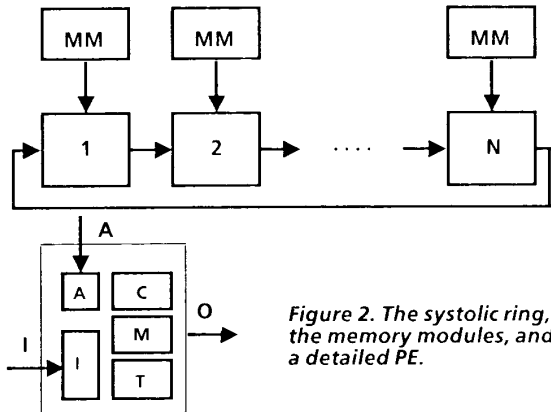 MM MM MM
1 2 .... N
A
A C
I O
M
I
T
Figure 2. The systolic ring,
the memory modules, and
a detailed PE.